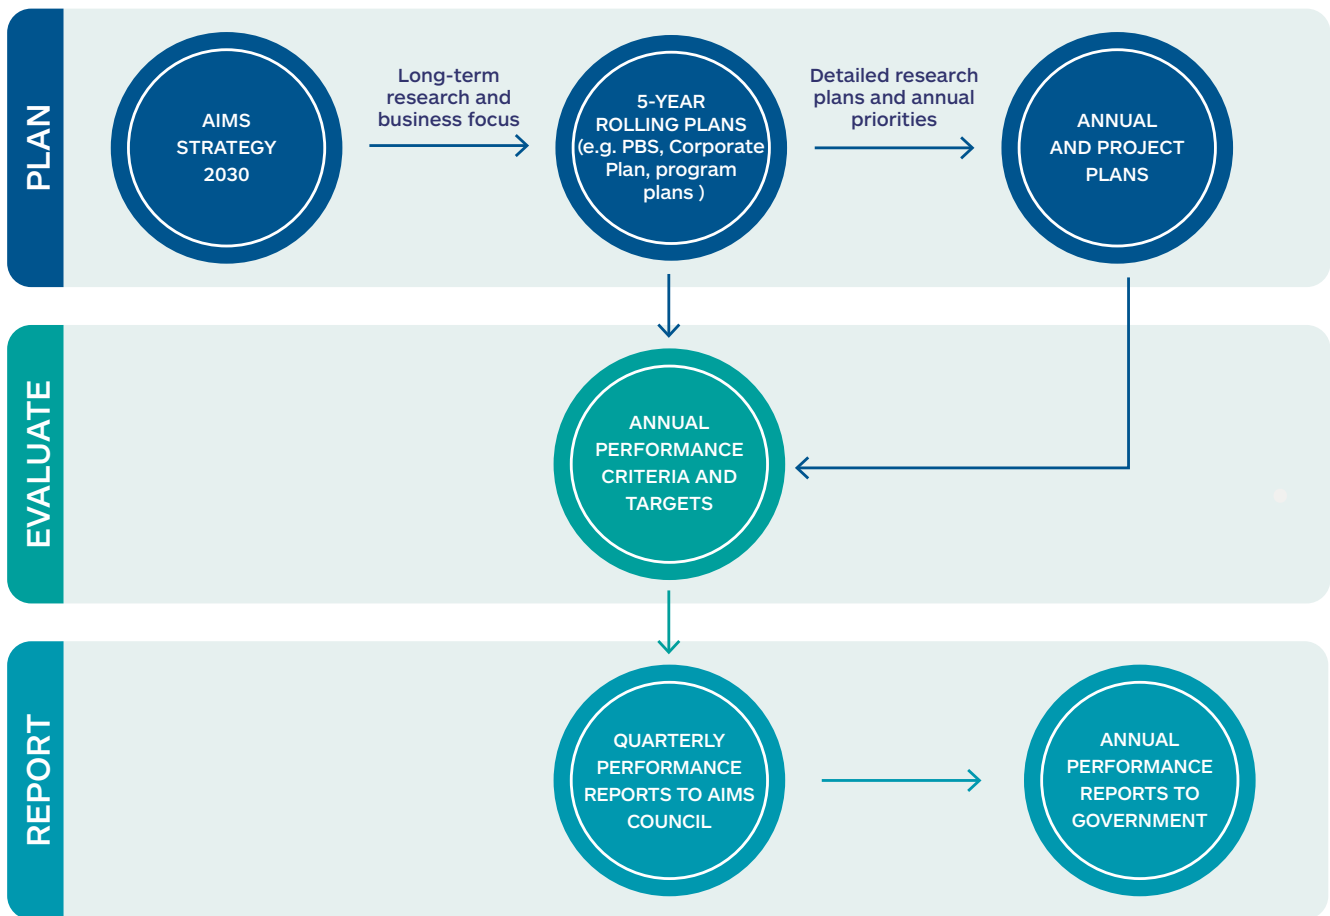 PLAN
AIMS
STRATEGY
2030
Long-term
research and
business focus
5-YEAR
ROLLING PLANS
(e.g. PBS, Corporate
Plan, program
plans )
Detailed research
plans and annual
priorities
ANNUAL
AND PROJECT
PLANS
EVALUATE
ANNUAL
PERFORMANCE
CRITERIA AND
TARGETS
REPORT
QUARTERLY
PERFORMANCE
REPORTS TO AIMS
COUNCIL
ANNUAL
PERFORMANCE
REPORTS TO
GOVERNMENT